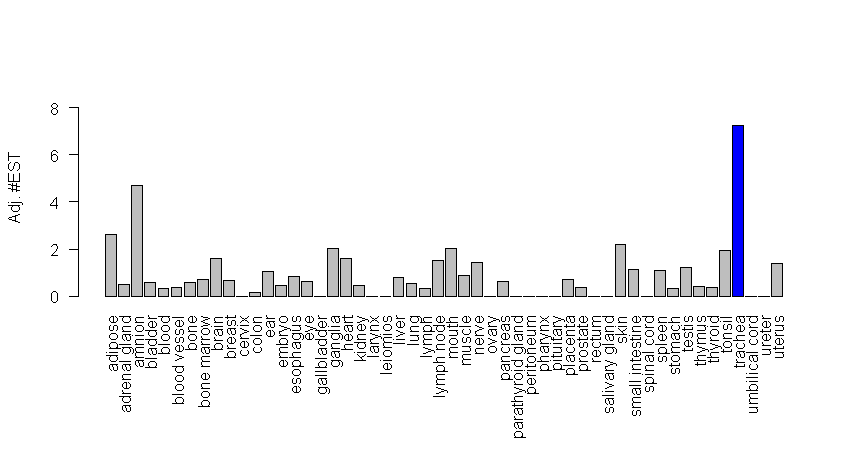 Adj. #EST
8
6
4
2
0
adipose
adrenal gland
amnion
bladder
blood
blood vessel
bone
bone marrow
brain
breast
cervix
colon
ear
embryo
esophagus
eye
gallbladder
ganglia
heart
kidney
larynx
leiomios
liver
lung
lymph
lymph node
mouth
muscle
nerve
ovary
pancreas
parathyroid gland
peritoneum
pharynx
pituitary
placenta
prostate
rectum
salivary gland
skin
small intestine
spinal cord
spleen
stomach
testis
thymus
thyroid
tonsil
trachea
umbilical cord
ureter
uterus